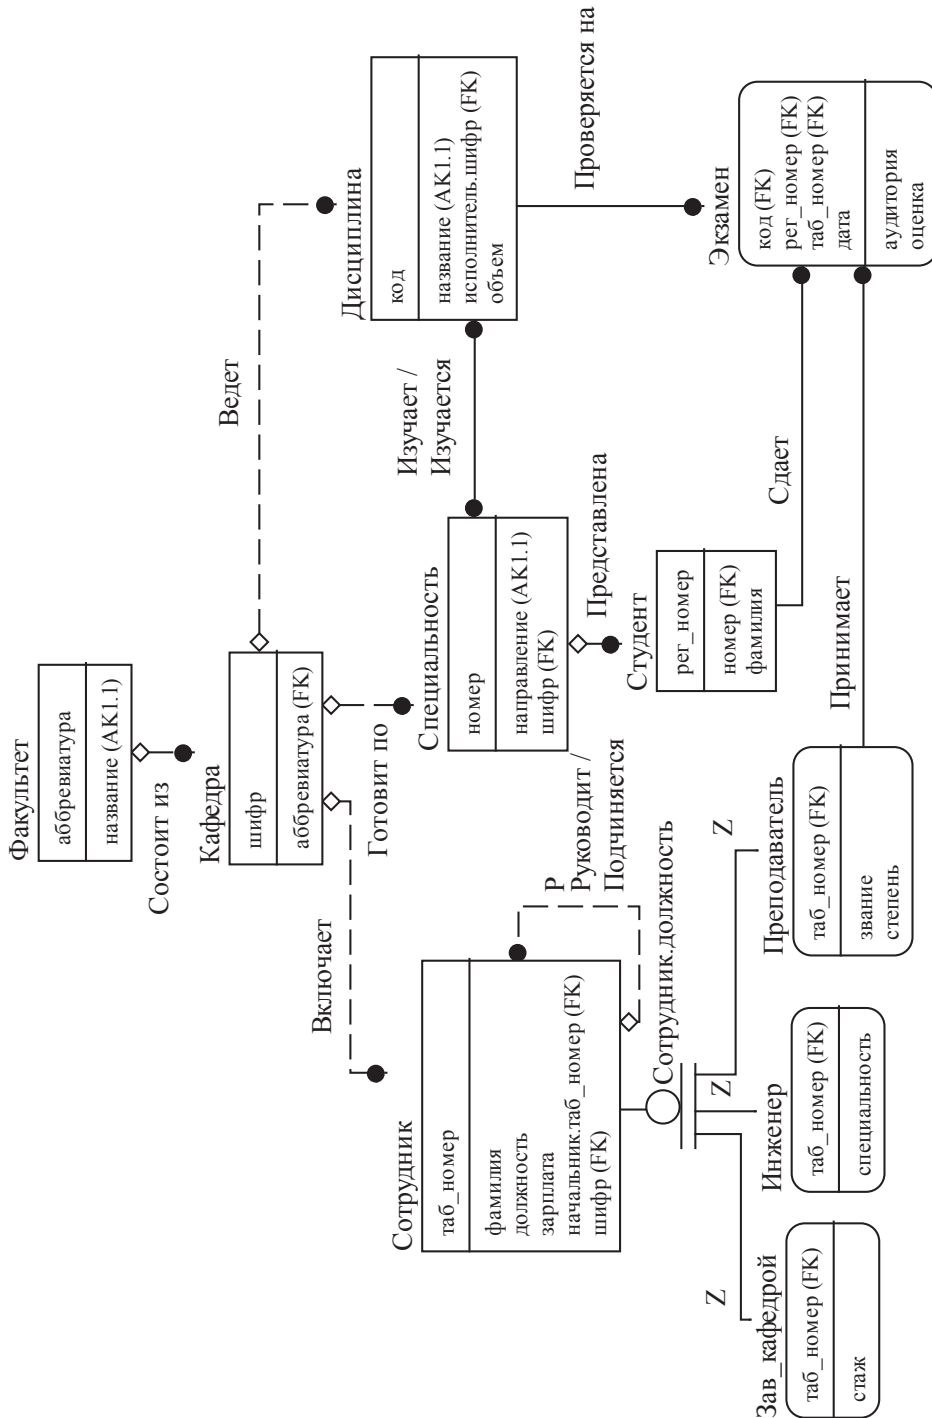 Факультет
аббревиатура
название (АК1.1)
Состоит из
Кафедра
шифр
аббревиатура (FK)
Включает
Готовит по
Ведет
Сотрудник
таб_номер
фамилия
должность
зарплата
начальник.таб_номер (FK)
шифр (FK)
Р
Руководит /
Подчиняется
Специальность
номер
направление (АК1.1)
шифр (FK)
Изучает /
Изучается
Дисциплина
код
название (АК1.1)
исполнитель.шифр (FK)
объем
Представлена
Проверяется на
Студент
рег_номер
номер (FK)
фамилия
Сотрудник.должность
Z
Z
Z
Сдает
Принимает
Зав_кафедрой
таб_номер (FK)
стаж
Инженер
таб_номер (FK)
специальность
Преподаватель
таб_номер (FK)
звание
степень
Экзамен
код (FK)
рег_номер (FK)
таб_номер (FK)
дата
аудитория
оценка